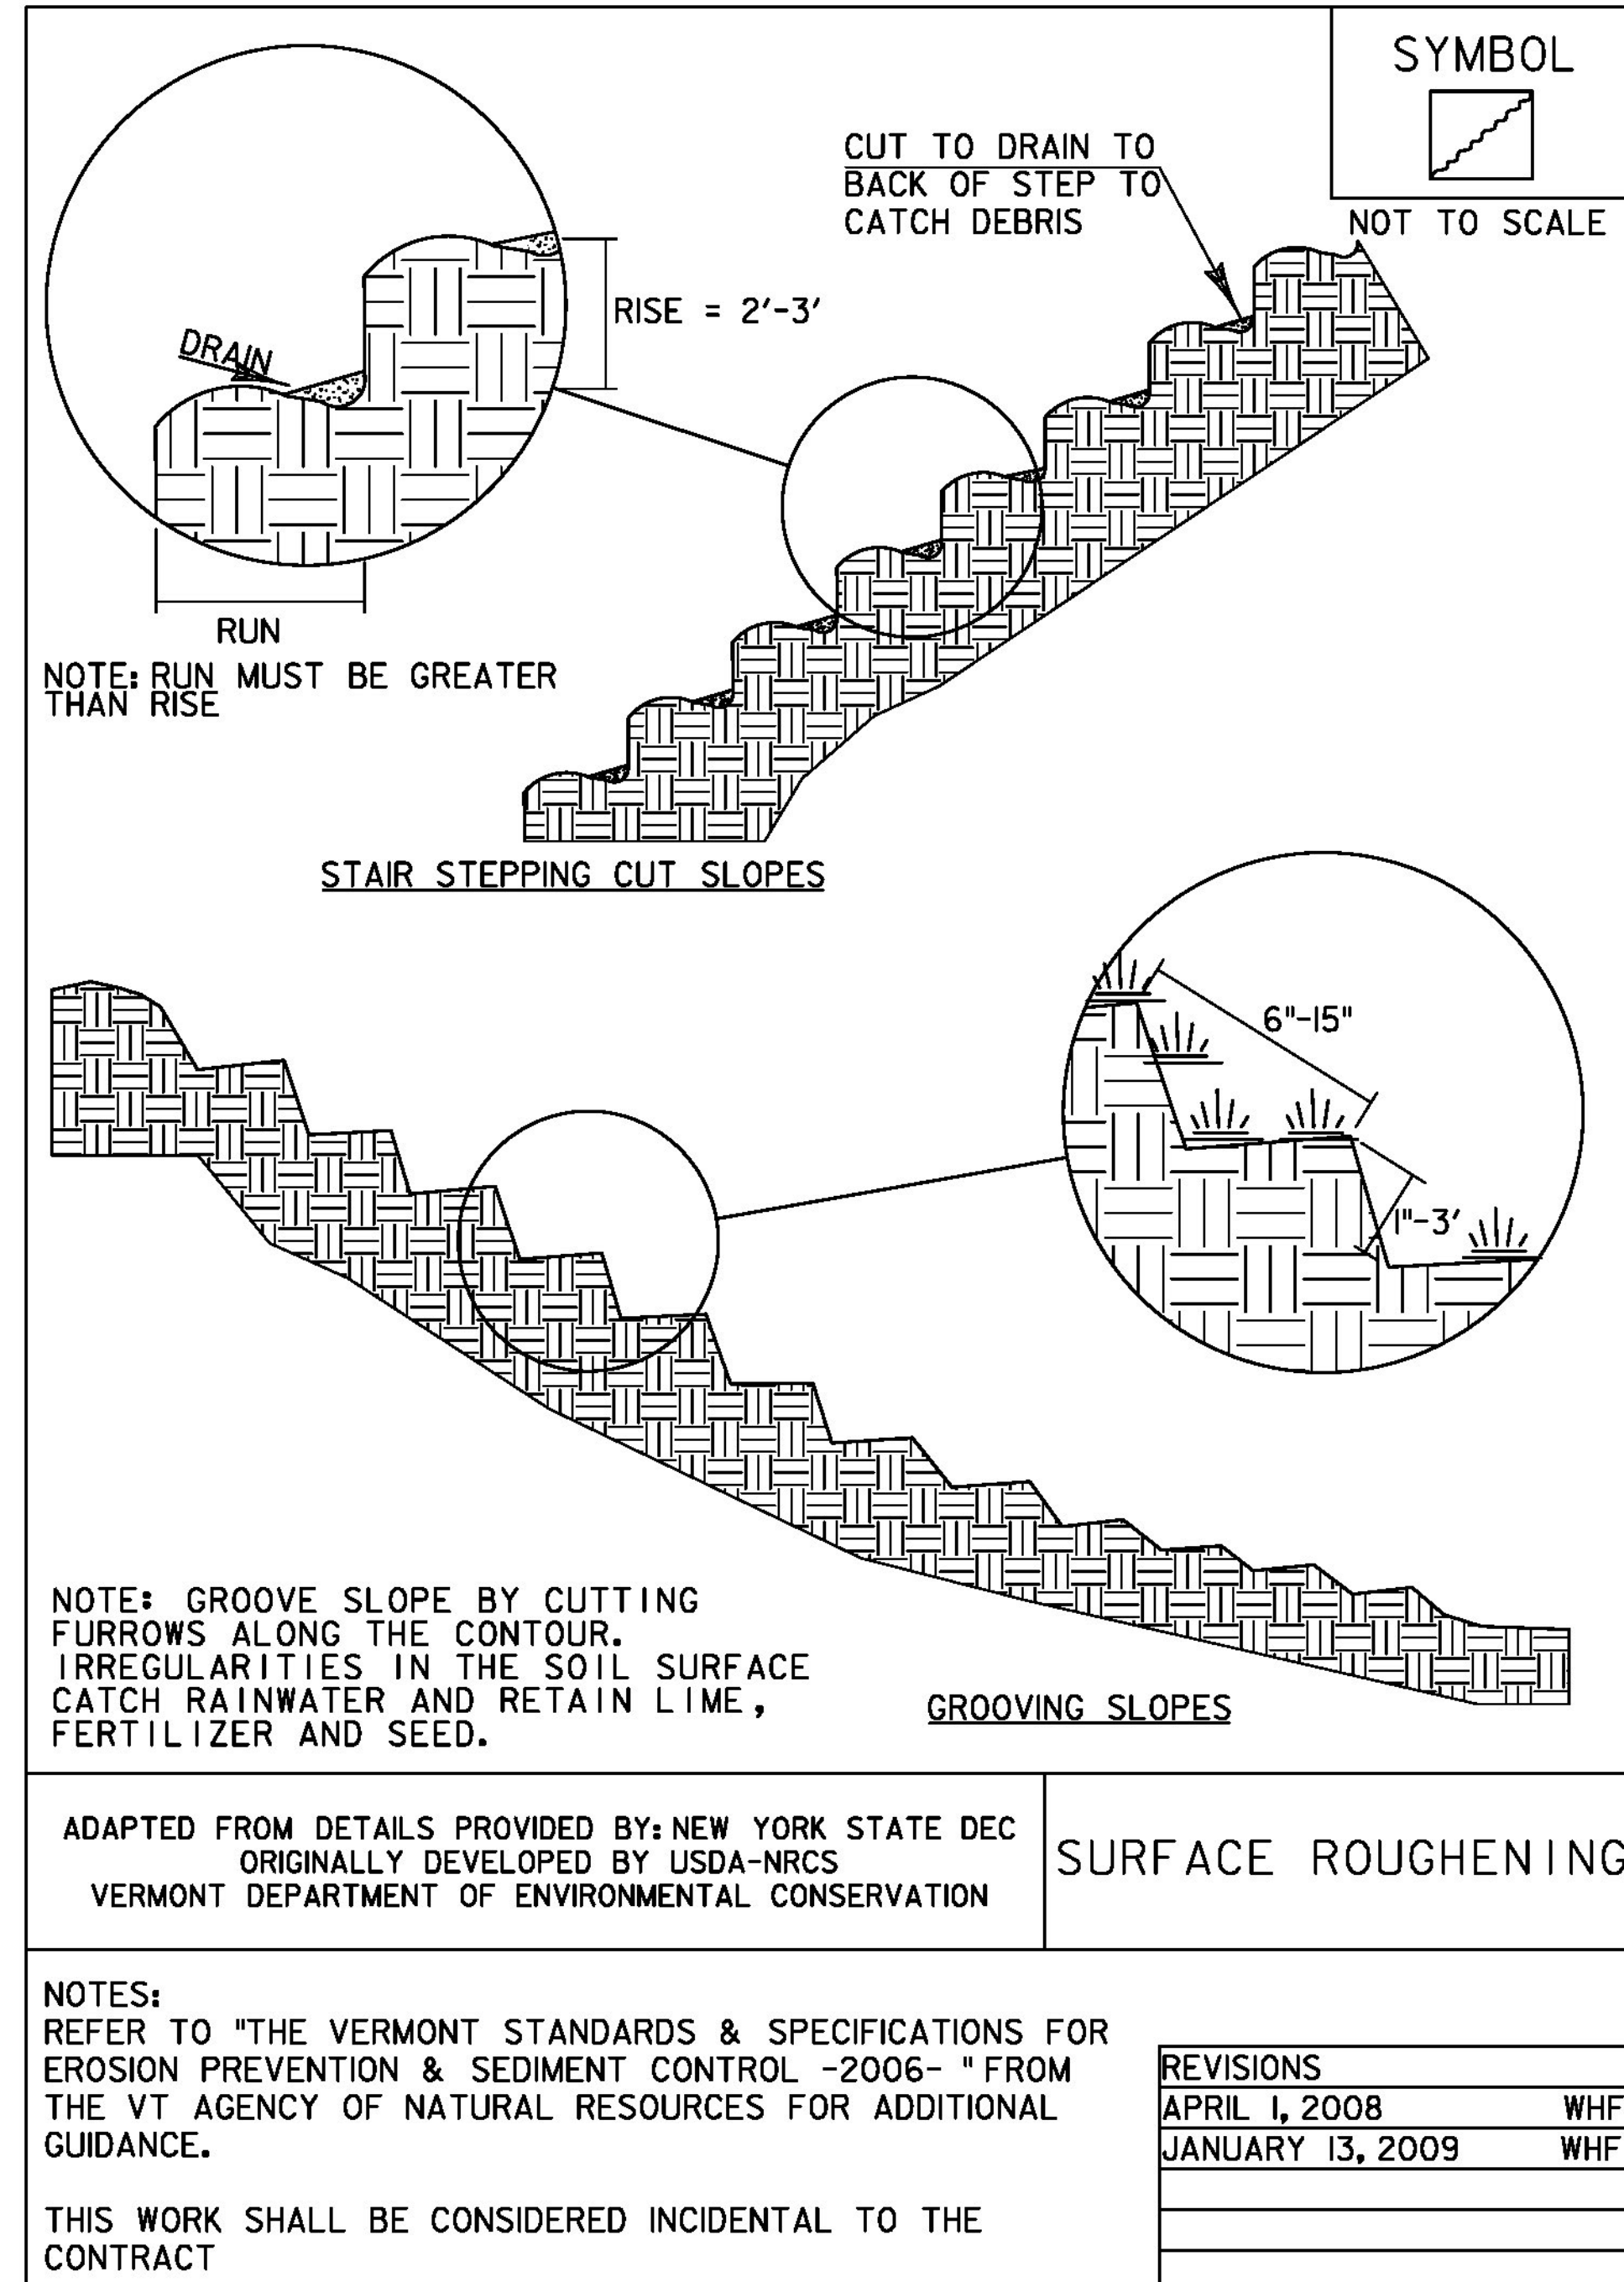 SYMBOL
NOT TO SCALE
CUT TO DRAIN TO
BACK OF STEP TO
CATCH DEBRIS
RISE = 2'-3'
DRAIN
RUN
NOTE: RUN MUST BE GREATER
THAN RISE
STAIR STEPPING CUT SLOPES
6"-15"
1"-3'
NOTE: GROOVE SLOPE BY CUTTING
FURROWS ALONG THE CONTOUR.
IRREGULARITIES IN THE SOIL SURFACE
CATCH RAINWATER AND RETAIN LIME,
FERTILIZER AND SEED.
GROOVING SLOPES
ADAPTED FROM DETAILS PROVIDED BY: NEW YORK STATE DEC
ORIGINALLY DEVELOPED BY USDA-NRCS
VERMONT DEPARTMENT OF ENVIRONMENTAL CONSERVATION
SURFACE ROUGHENING
NOTES:
REFER TO "THE VERMONT STANDARDS & SPECIFICATIONS FOR
EROSION PREVENTION & SEDIMENT CONTROL -2006- " FROM
THE VT AGENCY OF NATURAL RESOURCES FOR ADDITIONAL
GUIDANCE.
THIS WORK SHALL BE CONSIDERED INCIDENTAL TO THE
CONTRACT
REVISIONS
APRIL 1, 2008 WHF
JANUARY 13, 2009 WHF